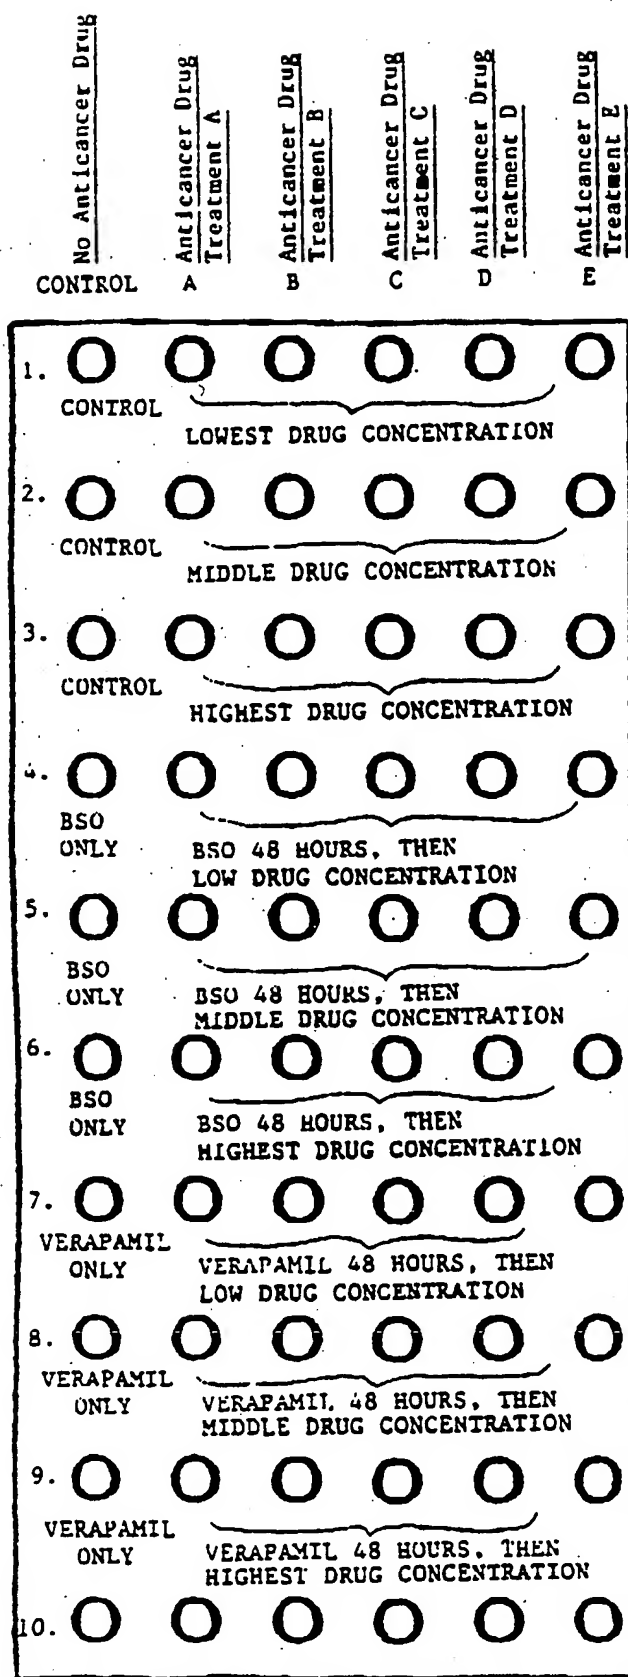 No Anticancer Drug
Anticancer Drug
Treatment A
Anticancer Drug
Treatment B
Anticancer Drug
Treatment C
Anticancer Drug
Treatment D
Anticancer Drug
Treatment E
CONTROL A B C D E
1.
CONTROL
LOWEST DRUG CONCENTRATION
2.
CONTROL
MIDDLE DRUG CONCENTRATION
3.
CONTROL
HIGHEST DRUG CONCENTRATION
4.
BSO
ONLY
BSO 48 HOURS, THEN
LOW DRUG CONCENTRATION
5.
BSO
ONLY
BSO 48 HOURS, THEN
MIDDLE DRUG CONCENTRATION
6.
BSO
ONLY
BSO 48 HOURS, THEN
HIGHEST DRUG CONCENTRATION
7.
VERAPAMIL
ONLY
VERAPAMIL 48 HOURS, THEN
LOW DRUG CONCENTRATION
8.
VERAPAMIL
ONLY
VERAPAMIL 48 HOURS, THEN
MIDDLE DRUG CONCENTRATION
9.
VERAPAMIL
ONLY
VERAPAMIL 48 HOURS, THEN
HIGHEST DRUG CONCENTRATION
10.